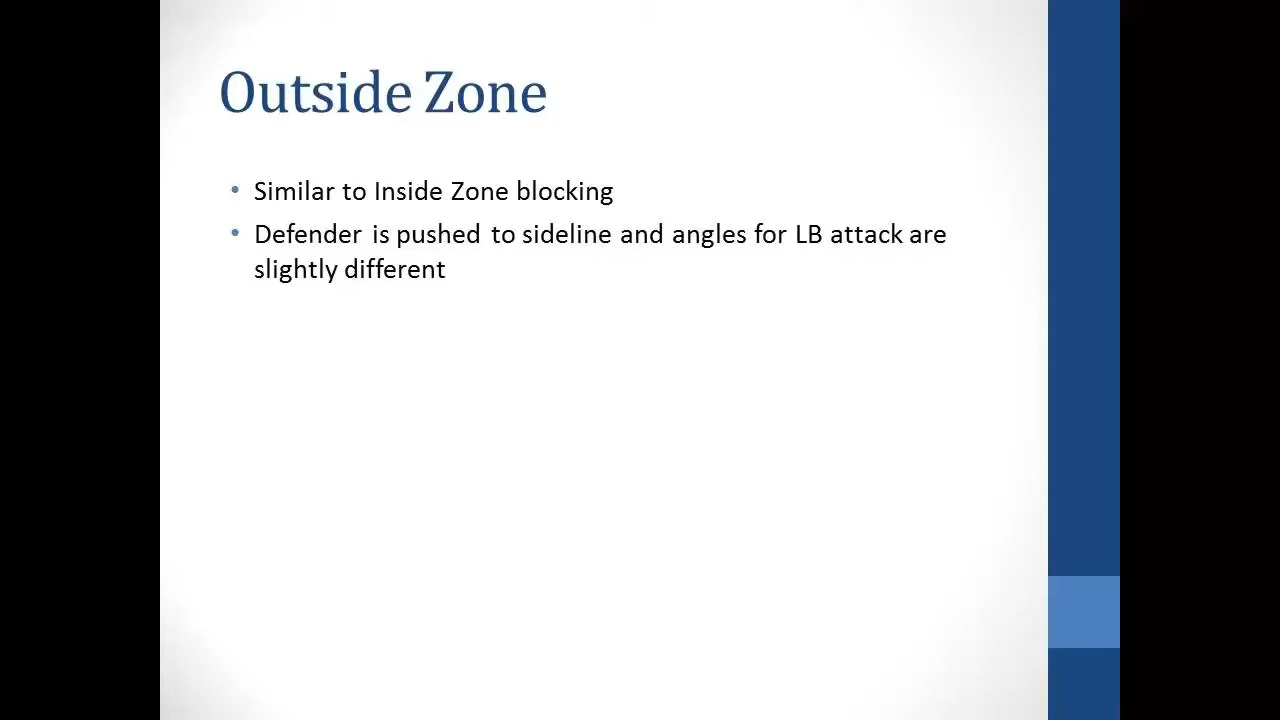 Outside Zone
• Similar to Inside Zone blocking
• Defender is pushed to sideline and angles for LB attack are
slightly different